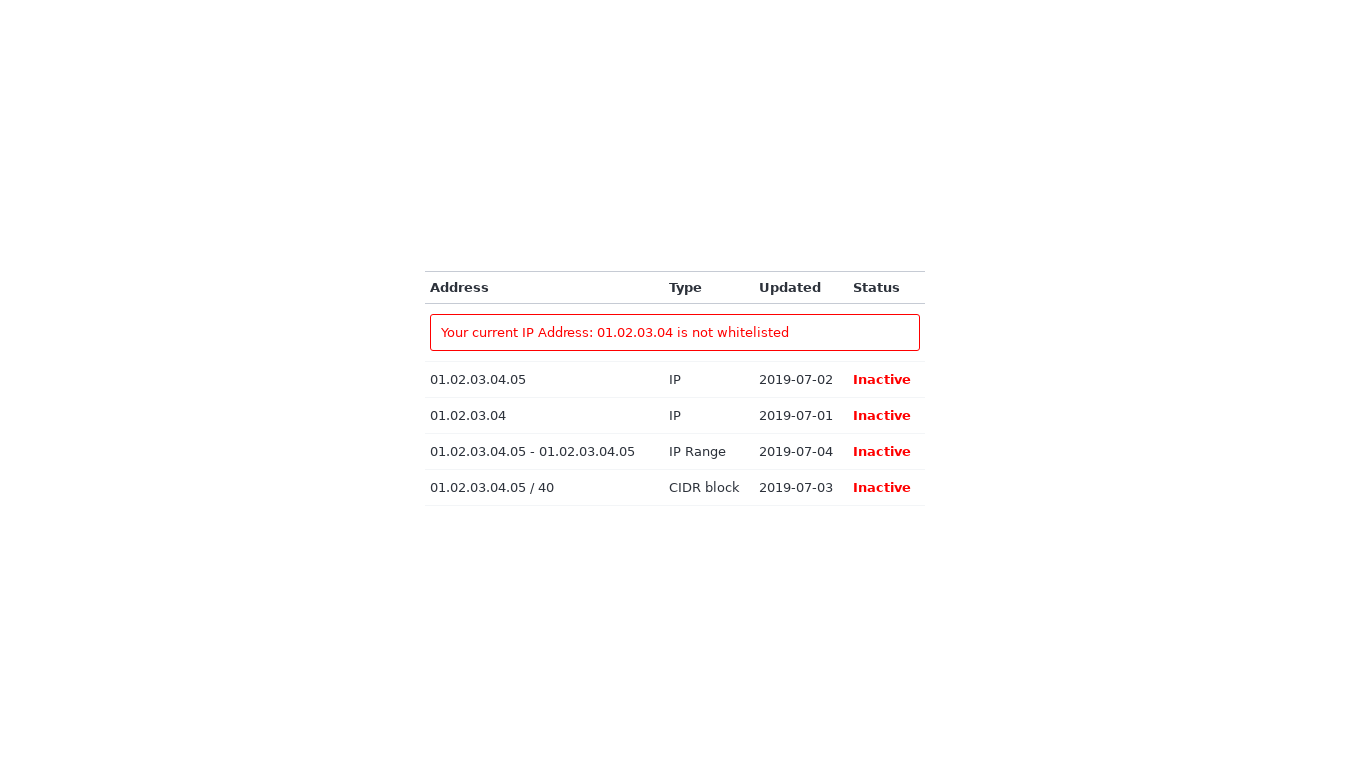 Address Type Updated Status
Your current IP Address: 01.02.03.04 is not whitelisted
01.02.03.04.05 IP 2019-07-02 Inactive
01.02.03.04 IP 2019-07-01 Inactive
01.02.03.04.05 - 01.02.03.04.05 IP Range 2019-07-04 Inactive
01.02.03.04.05 / 40 CIDR block 2019-07-03 Inactive